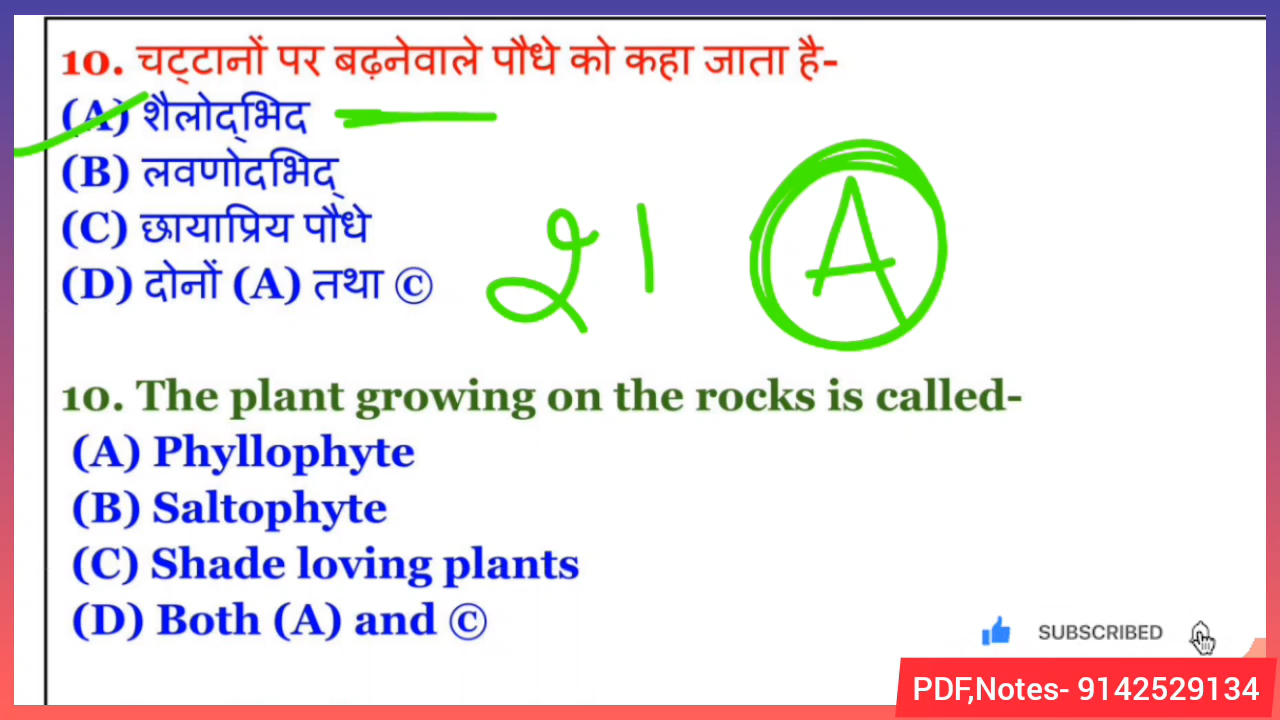 10. चट्टानों पर बढ़नेवाले पौधे को कहा जाता है-
(A) शैलोद्भिद
(B) लवणोदभिद्
(C) छायाप्रिय पौधे
(D) दोनों (A) तथा ©
A
10. The plant growing on the rocks is called-
(A) Phyllophyte
(B) Saltophyte
(C) Shade loving plants
(D) Both (A) and ©
SUBSCRIBED
PDF,Notes- 9142529134